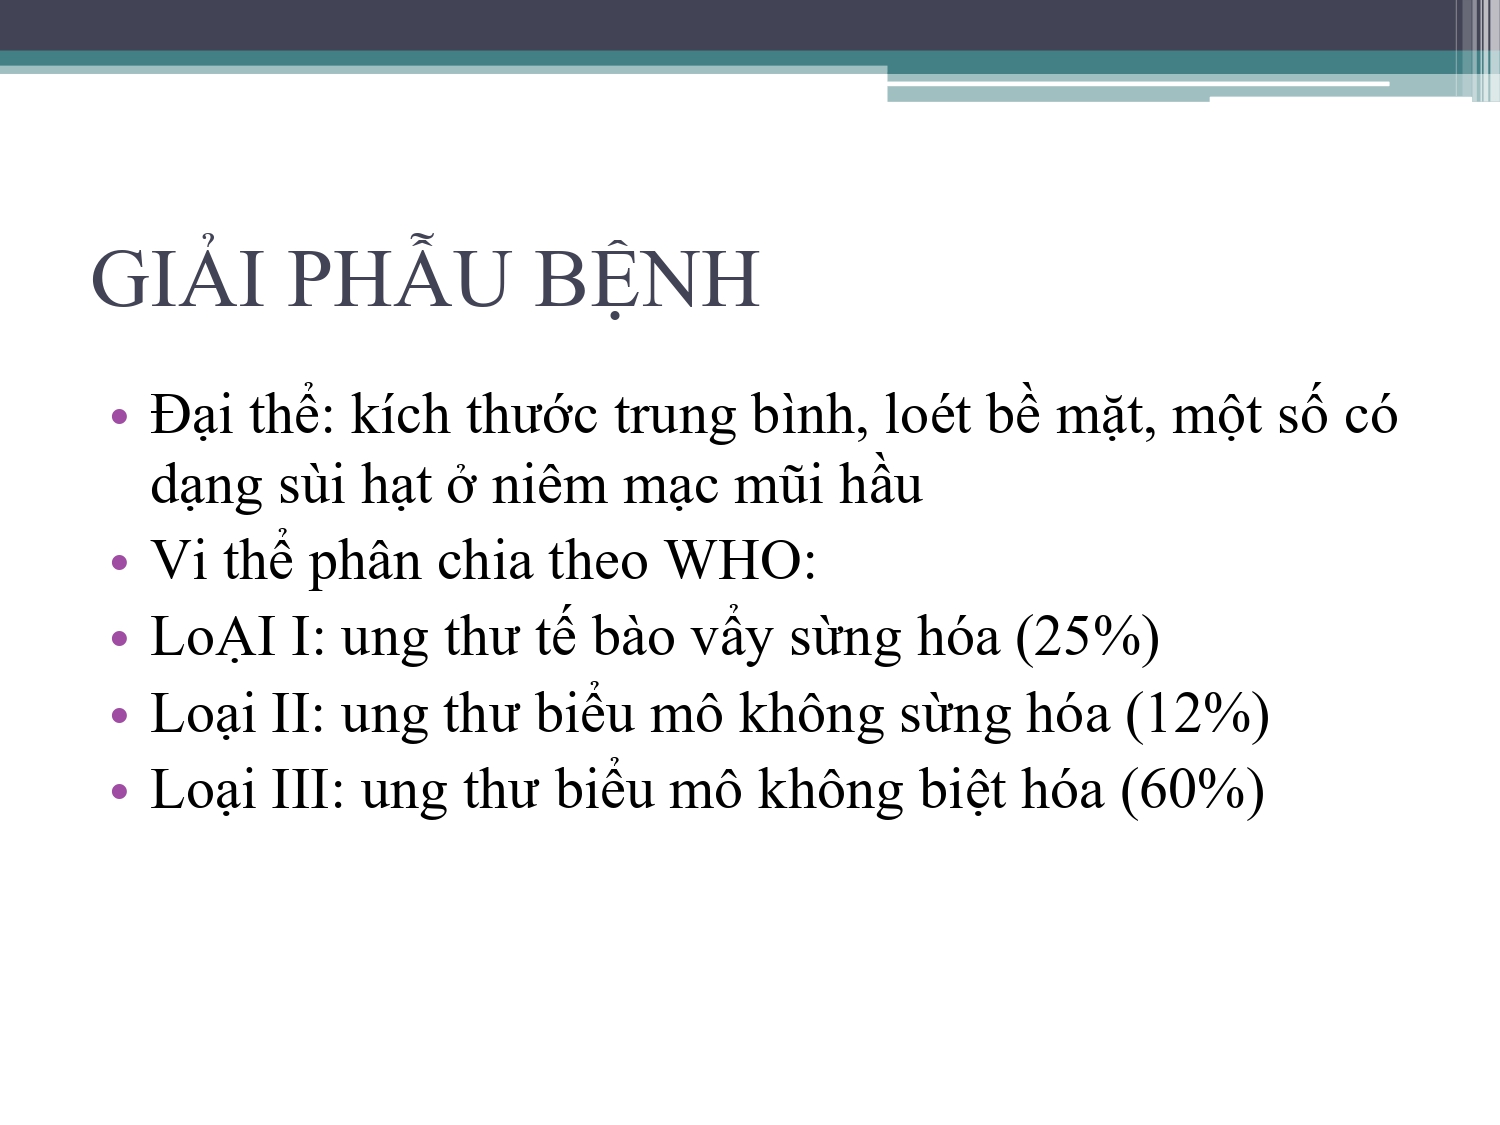 GIẢI PHẪU BỆNH
• Đại thể: kích thước trung bình, loét bề mặt, một số có
dạng sùi hạt ở niêm mạc mũi hầu
• Vi thể phân chia theo WHO:
• LoẠI I: ung thư tế bào vẩy sừng hóa (25%)
• Loại II: ung thư biểu mô không sừng hóa (12%)
• Loại III: ung thư biểu mô không biệt hóa (60%)